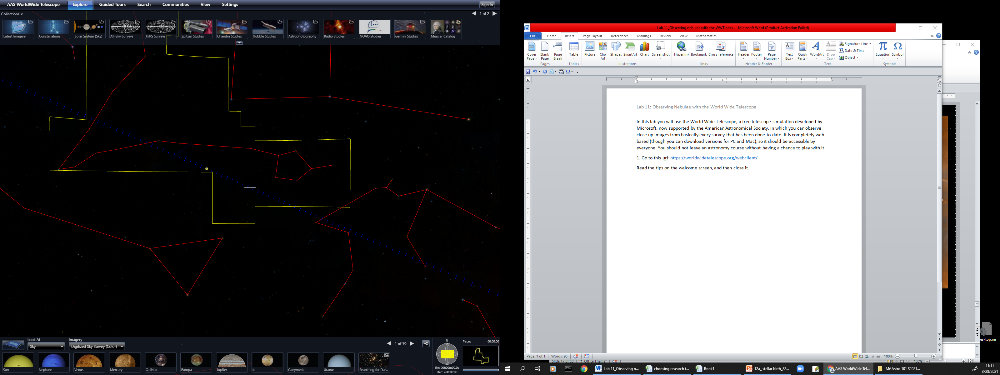 AAS WorldWide Telescope Explore Guided Tours Search Communities View Settings Sign In
Collections > 1 of 2
Latest Imagery Constellations Solar System (Sky) All-Sky Surveys HiPS Surveys Spitzer Studies Chandra Studies Hubble Studies Astrophotography Radio Studies NOAO Studies Gemini Studies Messier Catalog
Look At Imagery
Sky Digitized Sky Survey (Color) 1 of 59
Sun Neptune Venus Mercury Callisto Europa Jupiter Io Ganymede Uranus Searching for Dar...
N
RA: 00h00m00.0s
Dec: +00:00:00
Pisces 60:00:00
Lab 11_Observing nebulae with the WWT.docx - Microsoft Word (Product Activation Failed)
File Home Insert Page Layout References Mailings Review View Mathematics
Cover Page Blank Page Page Break Table Picture Clip Art Shapes SmartArt Chart Screenshot Hyperlink Bookmark Cross-reference Header Footer Page Number Text Box Quick Parts WordArt Drop Cap Signature Line Date & Time Object Equation Symbol
Pages Tables Illustrations Links Header & Footer Text Symbols
Lab 11: Observing Nebulae with the World Wide Telescope
In this lab you will use the World Wide Telescope, a free telescope simulation developed by
Microsoft, now supported by the American Astronomical Society, in which you can observe
close up images from basically every survey that has been done to date. It is completely web
based (though you can download versions for PC and Mac), so it should be accessible by
everyone. You should not leave an astronomy course without having a chance to play with it!
1. Go to this url: https://worldwidetelescope.org/webclient/
Read the tips on the welcome screen, and then close it.
Page: 1 of 1 Words: 95 100%
Slide 47 of 50 "1_Office Theme" 103%
esktop.ini
Lab 11_Observing n... choosing research t... Book1 12a_ stellar birth_S2... AAS WorldWide Tel... M:\Astro 101 S2021...
11:11
3/28/2021